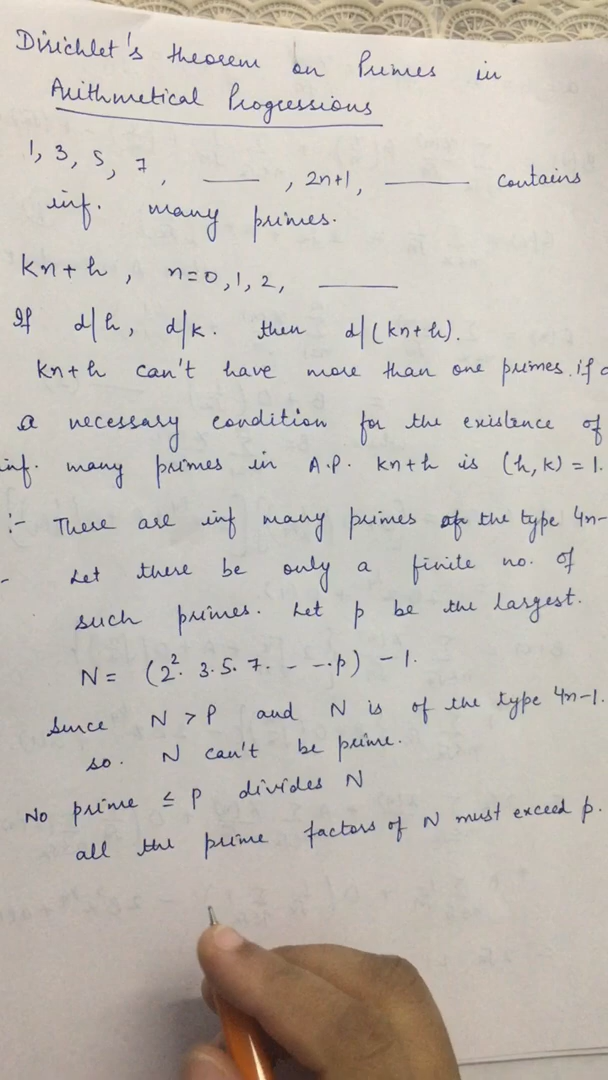 Dirichlet's theorem on Primes in
Arithmetical Progressions
1, 3, 5, 7, ——— , 2n+1, ——— contains
inf. many primes.
Kn+h, n=0,1,2, ———
If d/h, d/k. then d/(kn+h).
Kn+h can't have more than one primes. if
a necessary condition for the existence of
inf. many primes in A.P. kn+h is (h,k)=1.
:- There are inf many primes of the type 4n-
- Let there be only a finite no. of
such primes. Let p be the largest.
N= (2². 3.5.7. - - .p) - 1.
Since N > P and N is of the type 4n-1.
so. N can't be prime.
No prime ≤ p divides N
all the prime factors of N must exceed p.